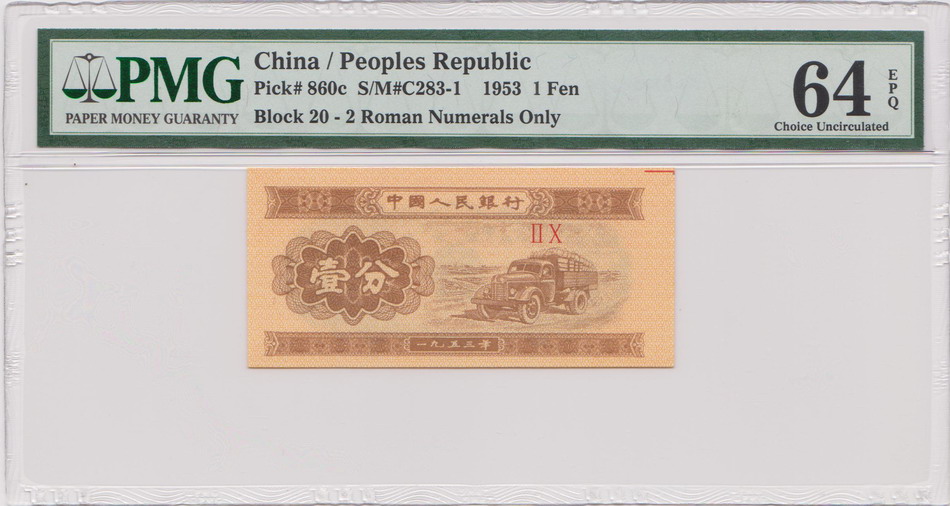 PMG
PAPER MONEY GUARANTY
China / Peoples Republic
Pick# 860c S/M#C283-1 1953 1 Fen
Block 20 - 2 Roman Numerals Only
64 EPQ
Choice Uncirculated
中國人民銀行
II X
壹分
一九五三年